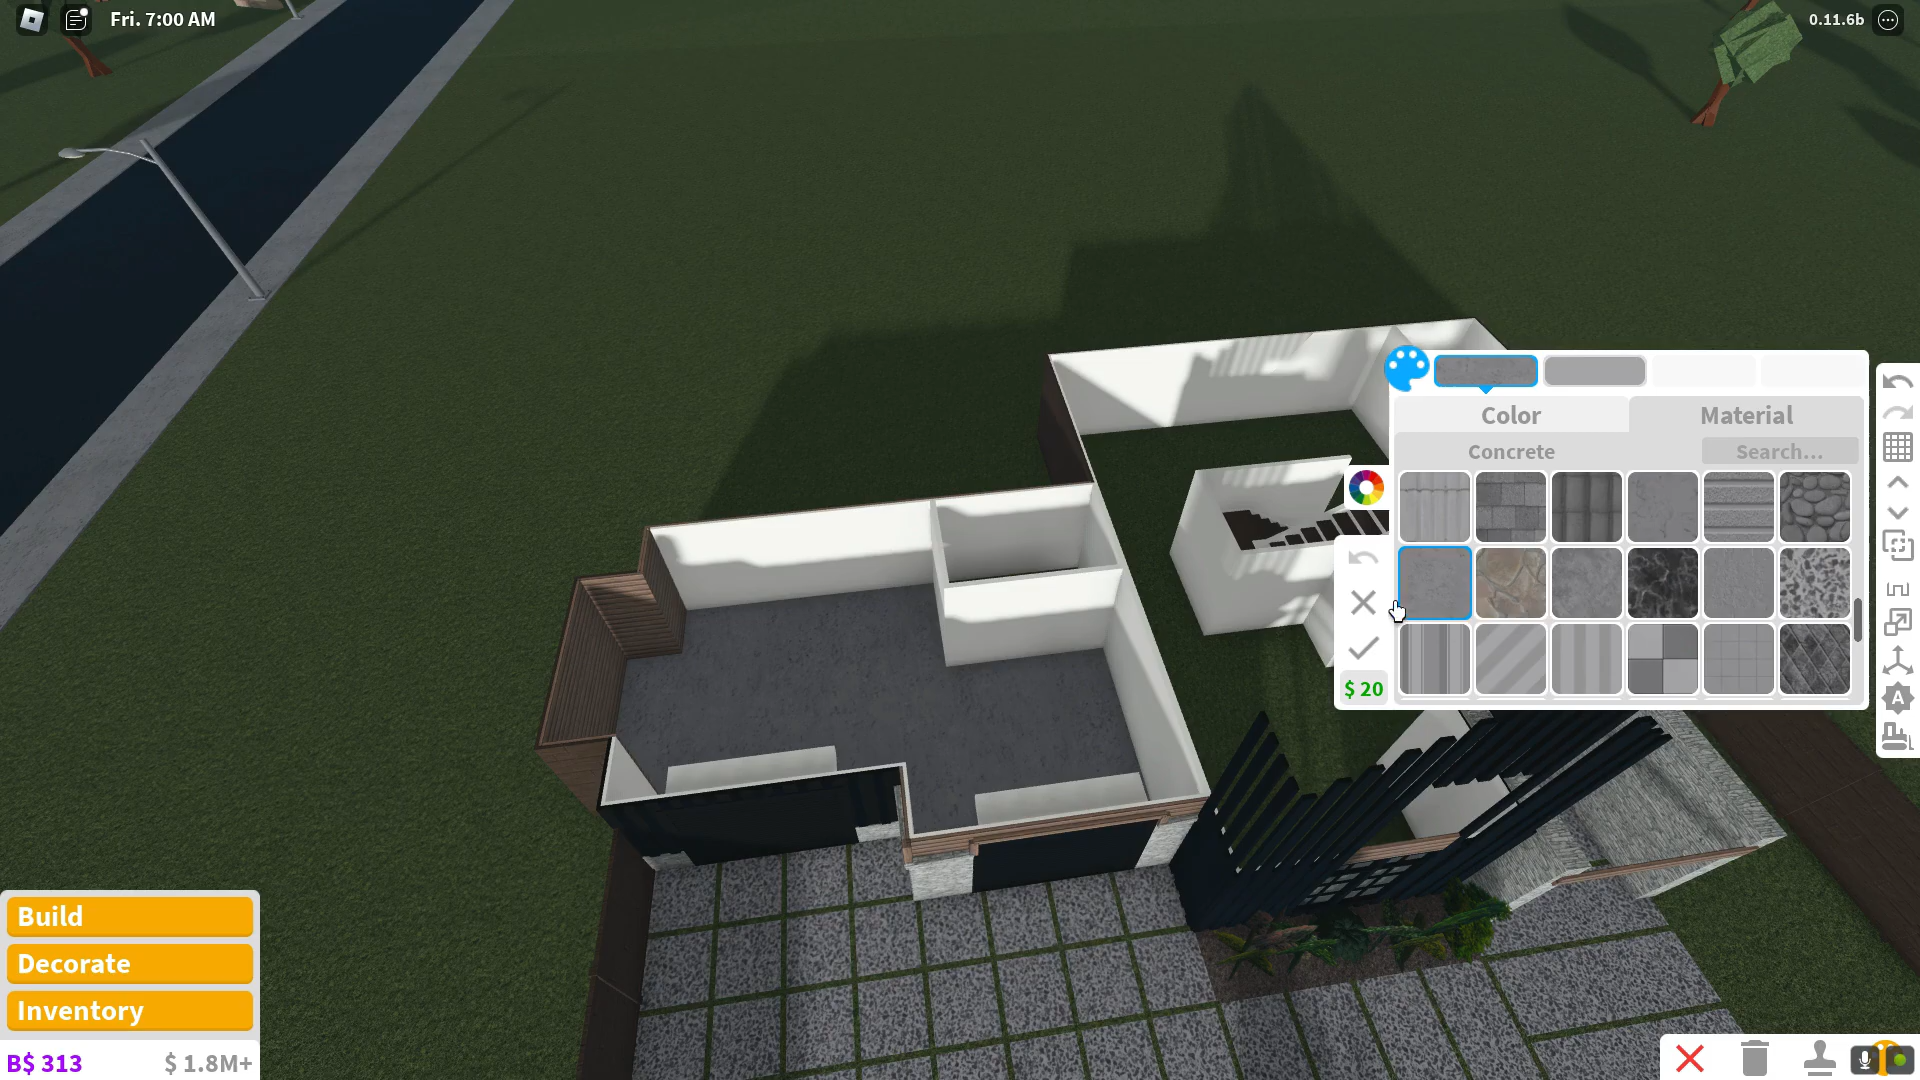 Fri. 7:00 AM
0.11.6b
Color
Material
Concrete
Search...
$ 20
A
Build
Decorate
Inventory
B$ 313
$ 1.8M+